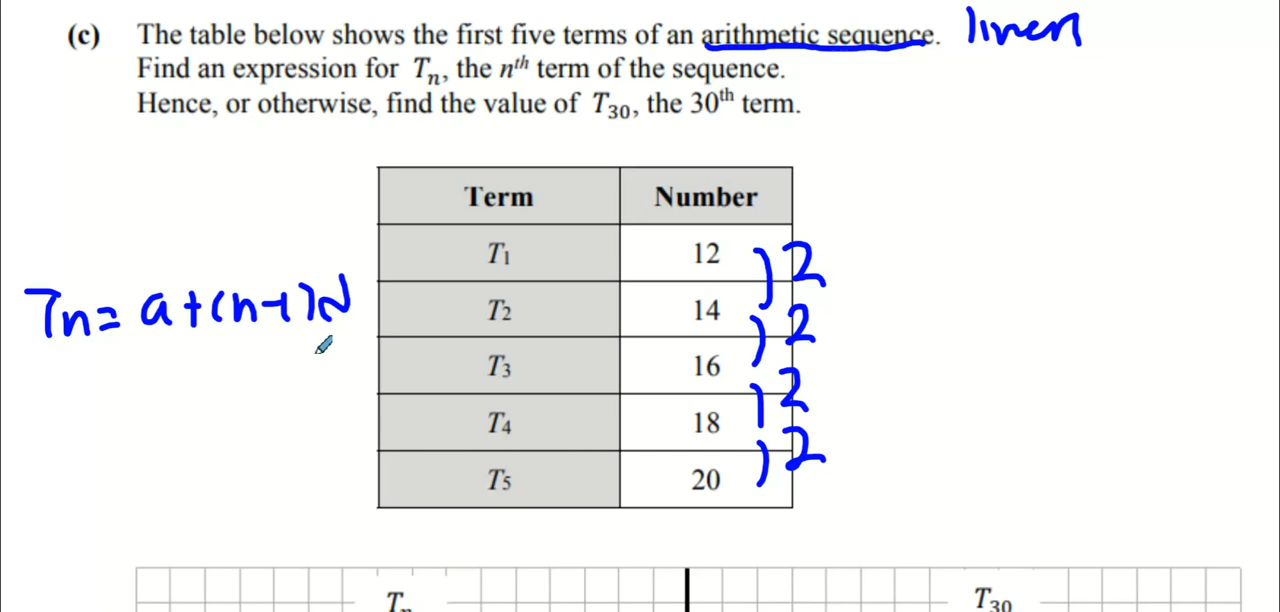 (c) The table below shows the first five terms of an arithmetic sequence. linear
Find an expression for Tn, the nth term of the sequence.
Hence, or otherwise, find the value of T30, the 30th term.
Term Number
T1 12
2
T2 14
Tn = a+(n-1)d
2
T3 16
2
T4 18
2
T5 20
Tn T30